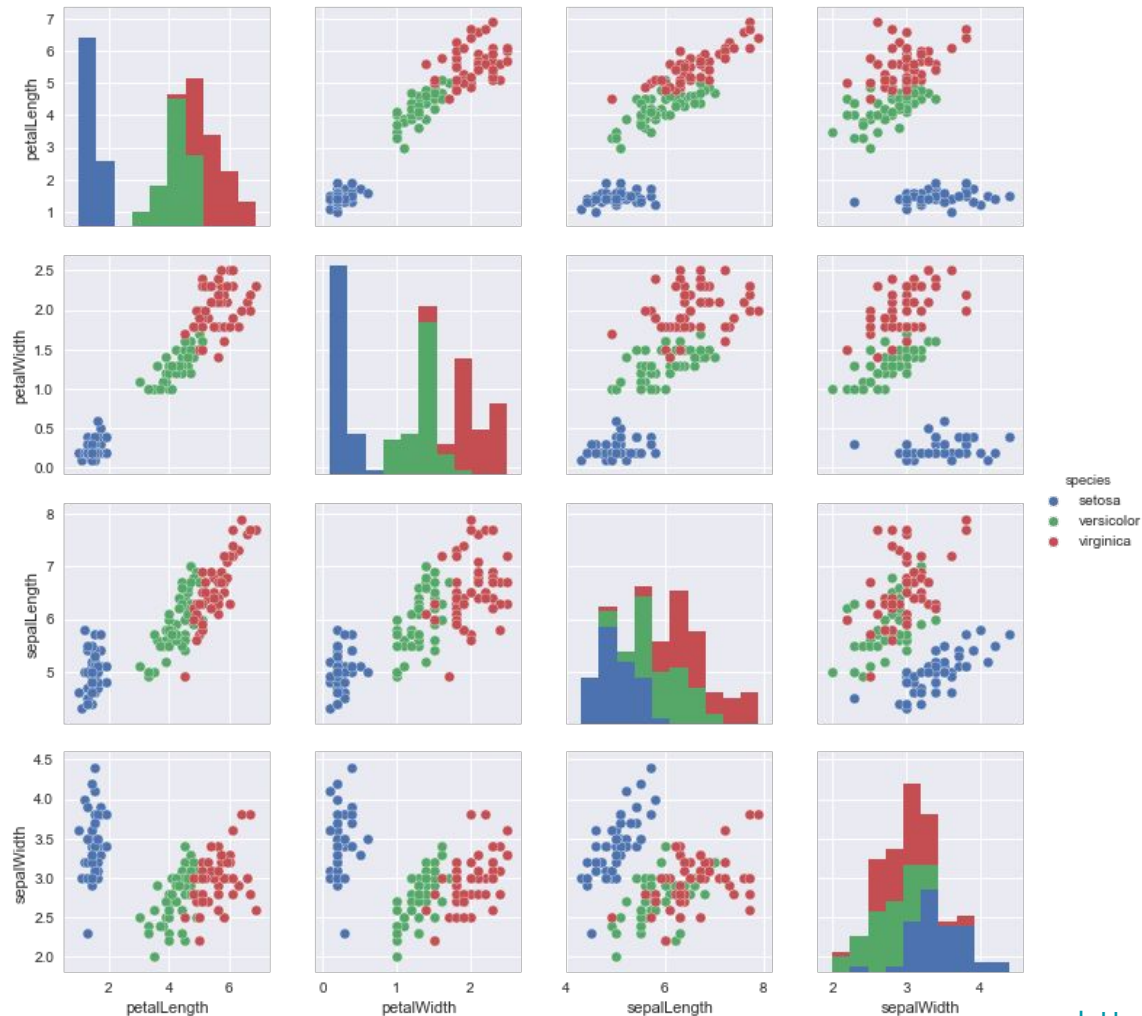 7
6
5
4
3
2
1
petalLength
2.5
2.0
1.5
1.0
0.5
0.0
petalWidth
species
setosa
versicolor
virginica
8
7
6
5
sepalLength
4.5
4.0
3.5
3.0
2.5
2.0
sepalWidth
2 4 6
0 1 2
4 6 8
2 3 4
petalLength
petalWidth
sepalLength
sepalWidth